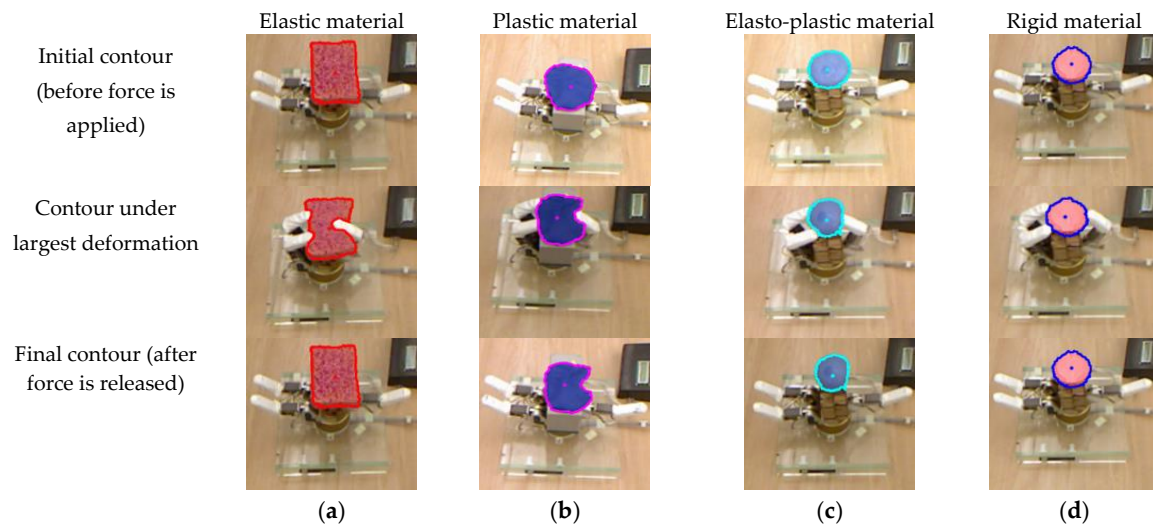 Elastic material
Plastic material
Elasto-plastic material
Rigid material
Initial contour
(before force is
applied)
Contour under
largest deformation
Final contour (after
force is released)
(a)
(b)
(c)
(d)